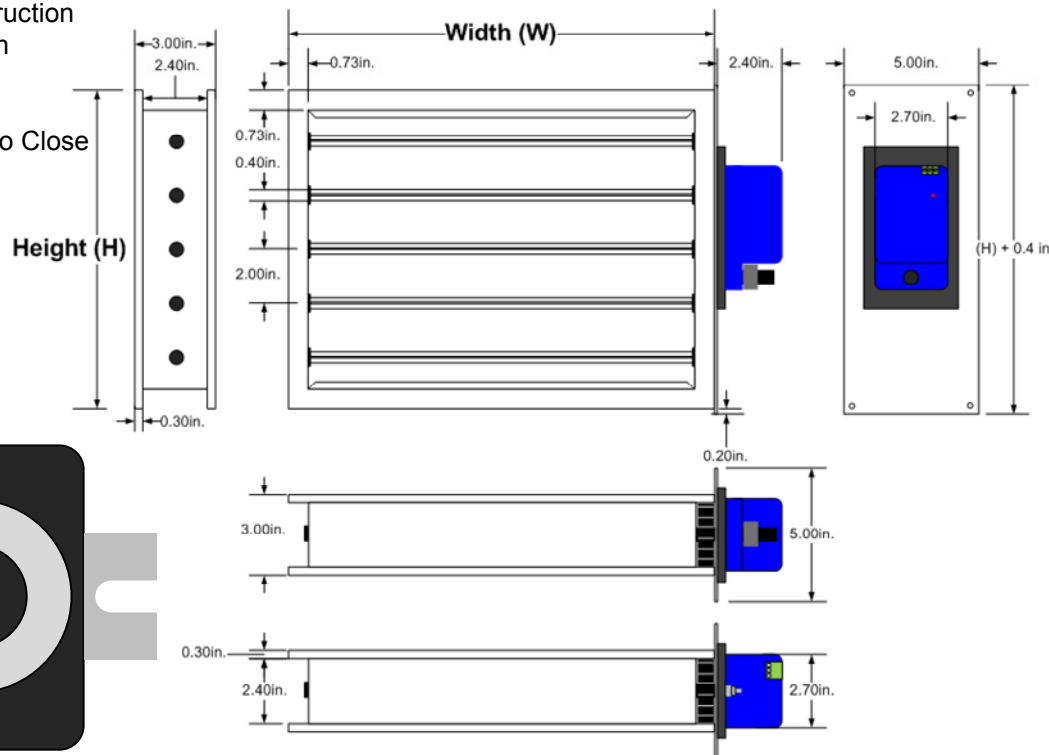 ruction
Width (W)
3.00in.
2.40in.
0.73in.
2.40in.
5.00in.
2.70in.
o Close
0.73in.
0.40in.
Height (H)
2.00in.
(H) + 0.4 in
0.30in.
0.20in.
3.00in.
5.00in.
0.30in.
2.40in.
2.70in.